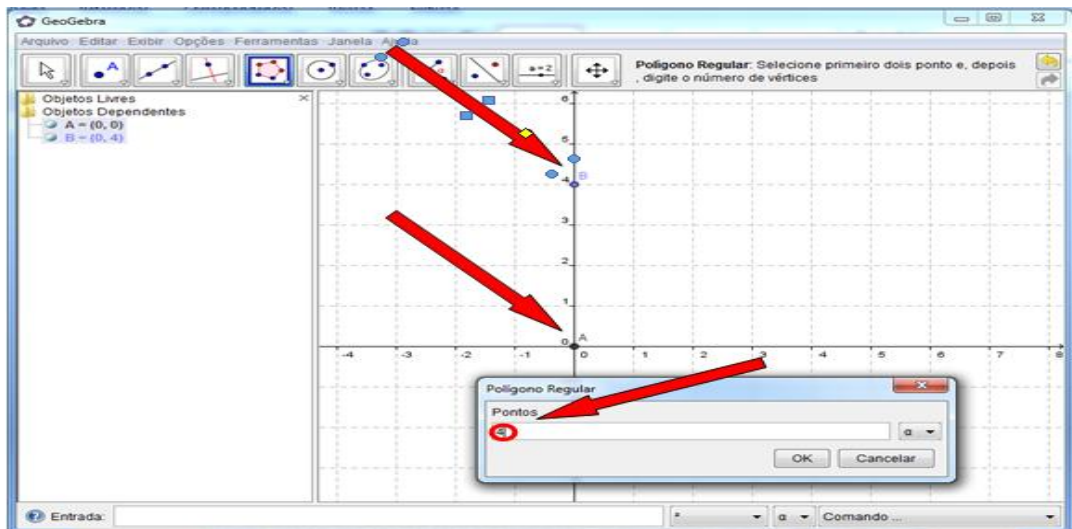 GeoGebra
Arquivo Editar Exibir Opções Ferramentas Janela Ajuda
A
a=2
Polígono Regular: Selecione primeiro dois ponto e, depois
, digite o número de vértices
Objetos Livres
Objetos Dependentes
A = (0, 0)
B = (0, 4)
6
5
4
B
3
2
1
0
A
-4 -3 -2 -1 0 1 2 3 4 5 6 7 8
Polígono Regular
Pontos
4
α
OK Cancelar
Entrada:
α
Comando ...